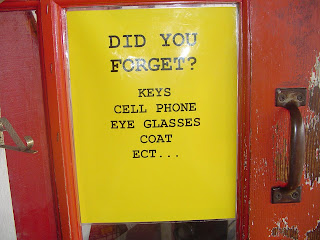 DID YOU
FORGET?
KEYS
CELL PHONE
EYE GLASSES
COAT
ECT...